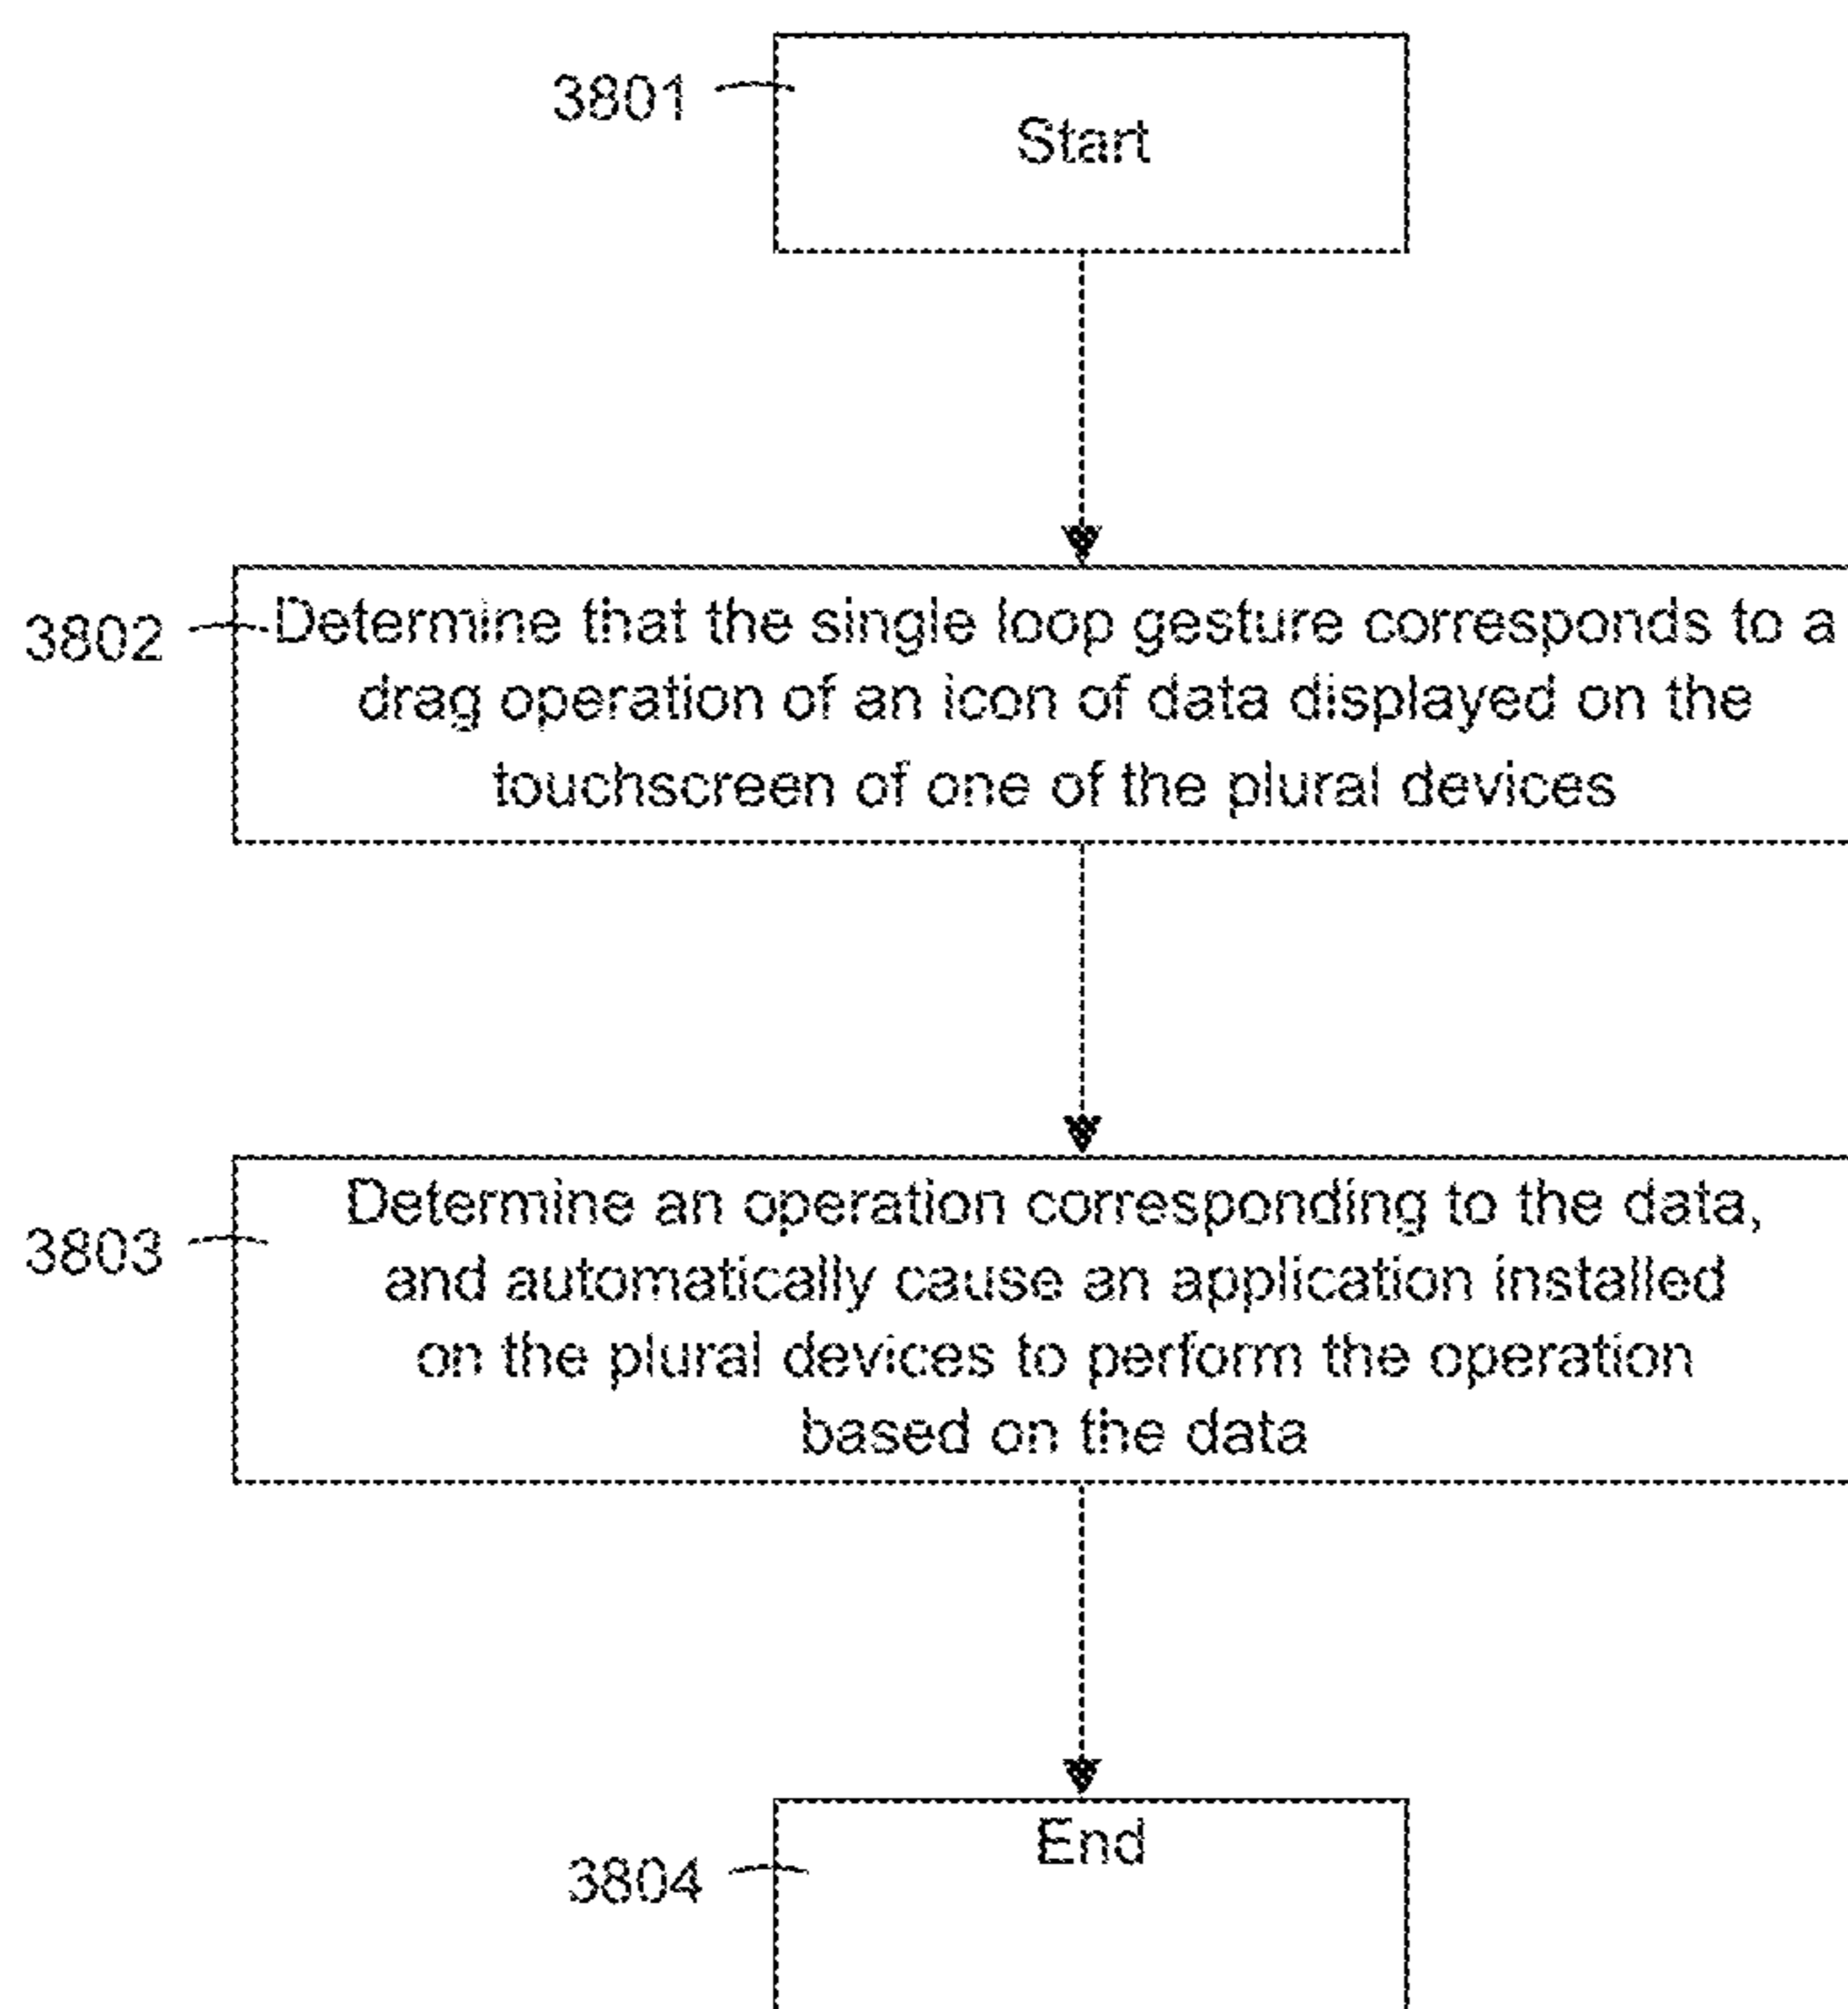 3801
Start
3802
Determine that the single loop gesture corresponds to a
drag operation of an icon of data displayed on the
touchscreen of one of the plural devices
3803
Determine an operation corresponding to the data,
and automatically cause an application installed
on the plural devices to perform the operation
based on the data
End
3804